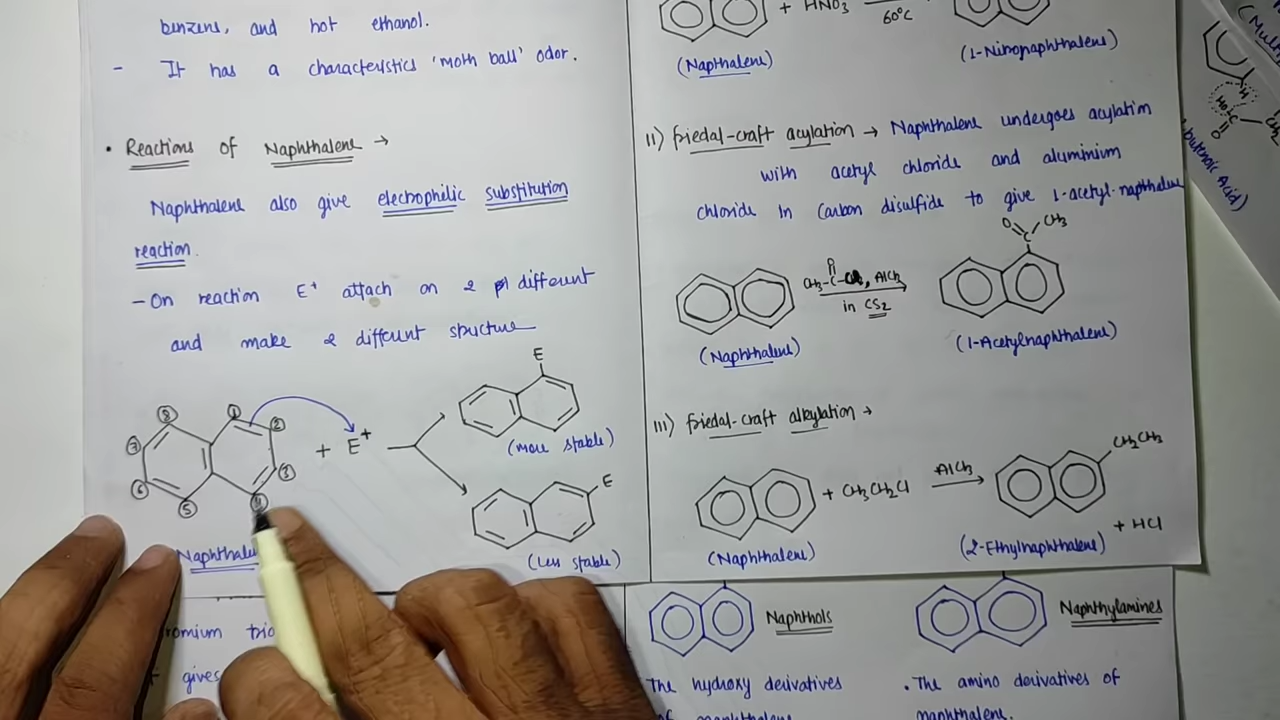 benzene, and hot ethanol.
- It has a characteristics 'moth ball' odor.
• Reactions of Naphthalene →
Naphthalene also give electrophilic substitution
reaction.
- On reaction E+ attach on 2 different
and make 2 different structure
1
2
3
5
6
7
8
+ E+
E
(more stable)
E
(less stable)
+ HNO3
60°C
(Napthalene)
ii) friedal-craft acylation → Naphthalene undergoes acylation
with acetyl chloride and aluminium
chloride in carbon disulfide to give 1-acetyl-naphthalene
CH3-C-Cl, AlCl3
in CS2
O
C
CH3
(Naphthalene)
(1-Acetylnaphthalene)
iii) friedal-craft alkylation →
+ CH3CH2Cl
AlCl3
CH2CH3
+ HCl
(Naphthalene)
(2-Ethylnaphthalene)
gives
Naphthols
Naphthylamines
The hydroxy derivatives
• The amino derivatives of
naphthalene.
butenoic Acid)